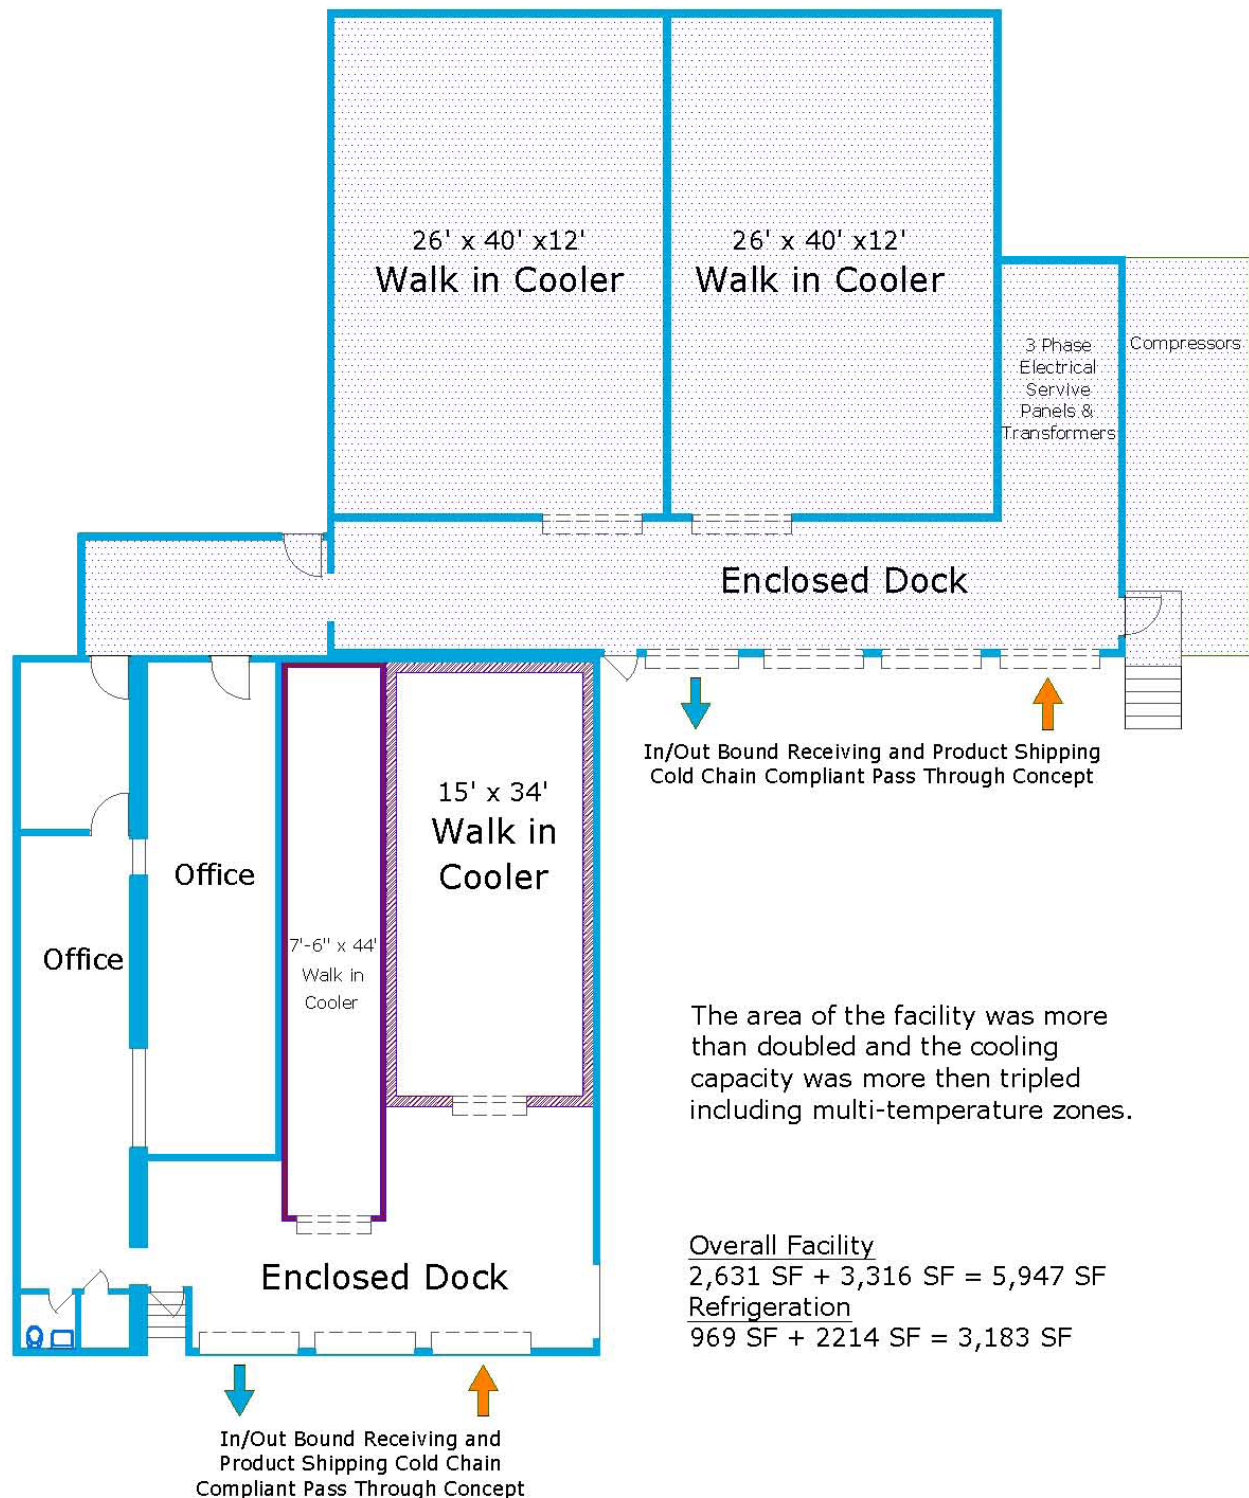 26' x 40' x12'
Walk in Cooler
26' x 40' x12'
Walk in Cooler
3 Phase
Electrical
Servive
Panels &
Transformers
Compressors
Enclosed Dock
In/Out Bound Receiving and Product Shipping
Cold Chain Compliant Pass Through Concept
15' x 34'
Walk in
Cooler
Office
Office
7'-6" x 44'
Walk in
Cooler
The area of the facility was more
than doubled and the cooling
capacity was more then tripled
including multi-temperature zones.
Enclosed Dock
Overall Facility
2,631 SF + 3,316 SF = 5,947 SF
Refrigeration
969 SF + 2214 SF = 3,183 SF
In/Out Bound Receiving and
Product Shipping Cold Chain
Compliant Pass Through Concept